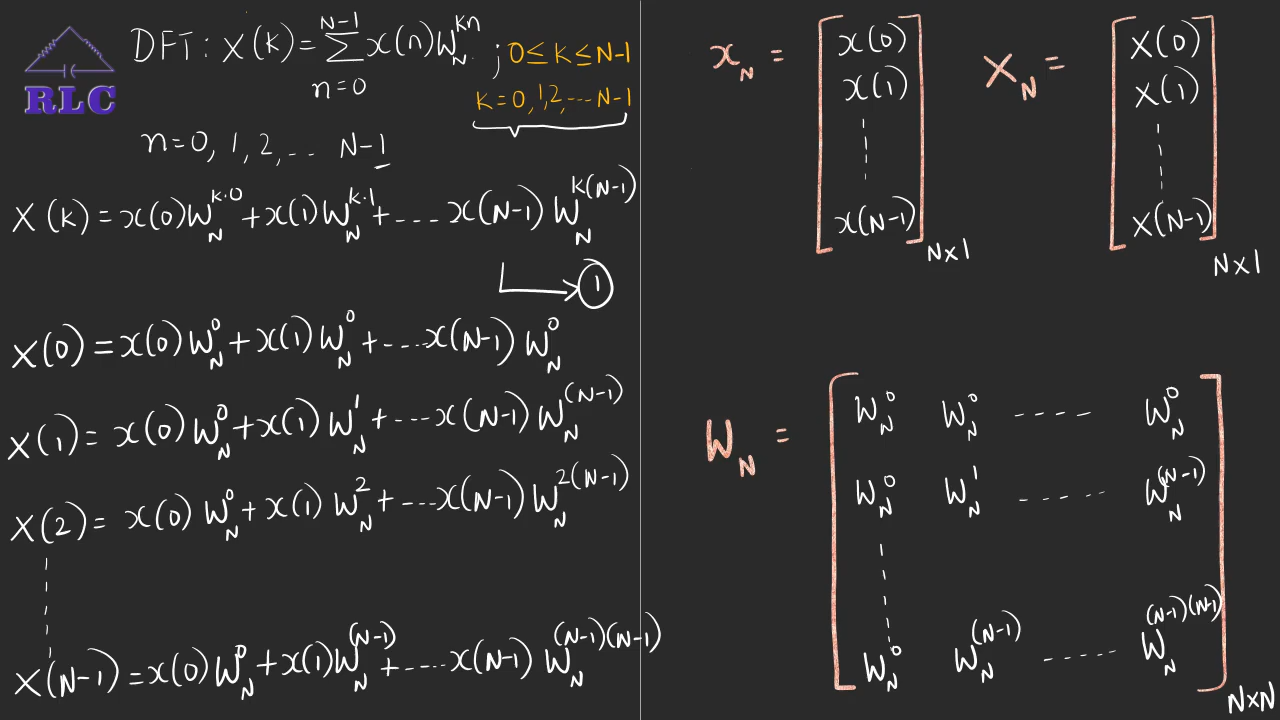 RLC
DFT: X(k) = ∑_{n=0}^{N-1} x(n) W_N^{kn} ; 0 ≤ k ≤ N-1
k=0, 1, 2, ... N-1
n=0, 1, 2, ... N-1
X(k) = x(0) W_N^{k·0} + x(1) W_N^{k·1} + .... x(N-1) W_N^{k(N-1)}
1
X(0) = x(0) W_N^0 + x(1) W_N^0 + .... x(N-1) W_N^0
X(1) = x(0) W_N^0 + x(1) W_N^1 + .... x(N-1) W_N^{(N-1)}
X(2) = x(0) W_N^0 + x(1) W_N^2 + .... x(N-1) W_N^{2(N-1)}
X(N-1) = x(0) W_N^0 + x(1) W_N^{(N-1)} + .... x(N-1) W_N^{(N-1)(N-1)}
x_N =
x(0)
x(1)
x(N-1)
N×1
X_N =
X(0)
X(1)
X(N-1)
N×1
W_N =
W_N^0 W_N^0 ----- W_N^0
W_N^0 W_N^1 ----- W_N^{(N-1)}
W_N^0 W_N^{(N-1)} ----- W_N^{(N-1)(N-1)}
N×N